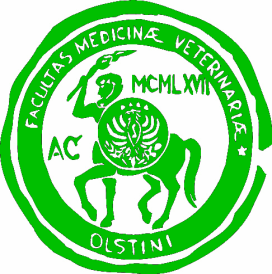 FACULTAS MEDICINÆ VETERINARIÆ
MCMLXVII
AC
OLSTINI